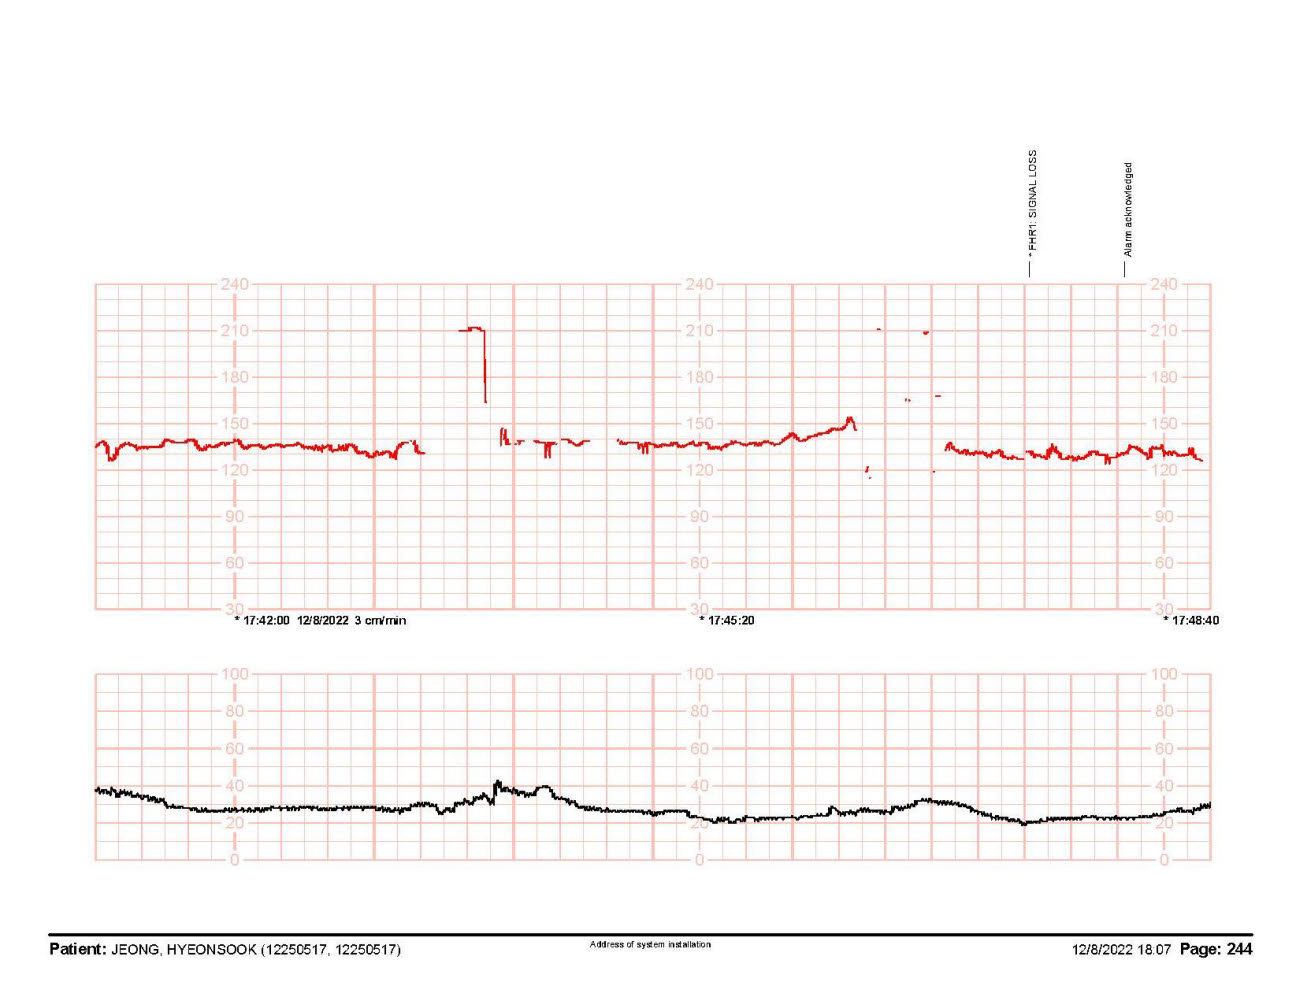 * FHR1: SIGNAL LOSS
Alarm acknowledged
240 240 240
210 210 210
180 180 180
150 150 150
120 120 120
90 90 90
60 60 60
30 30 30
* 17:42:00 12/8/2022 3 cm/min * 17:45:20 * 17:48:40
100 100 100
80 80 80
60 60 60
40 40 40
20 20 20
0 0 0
Patient: JEONG, HYEONSOOK (12250517, 12250517) Address of system installation 12/8/2022 18:07 Page: 244